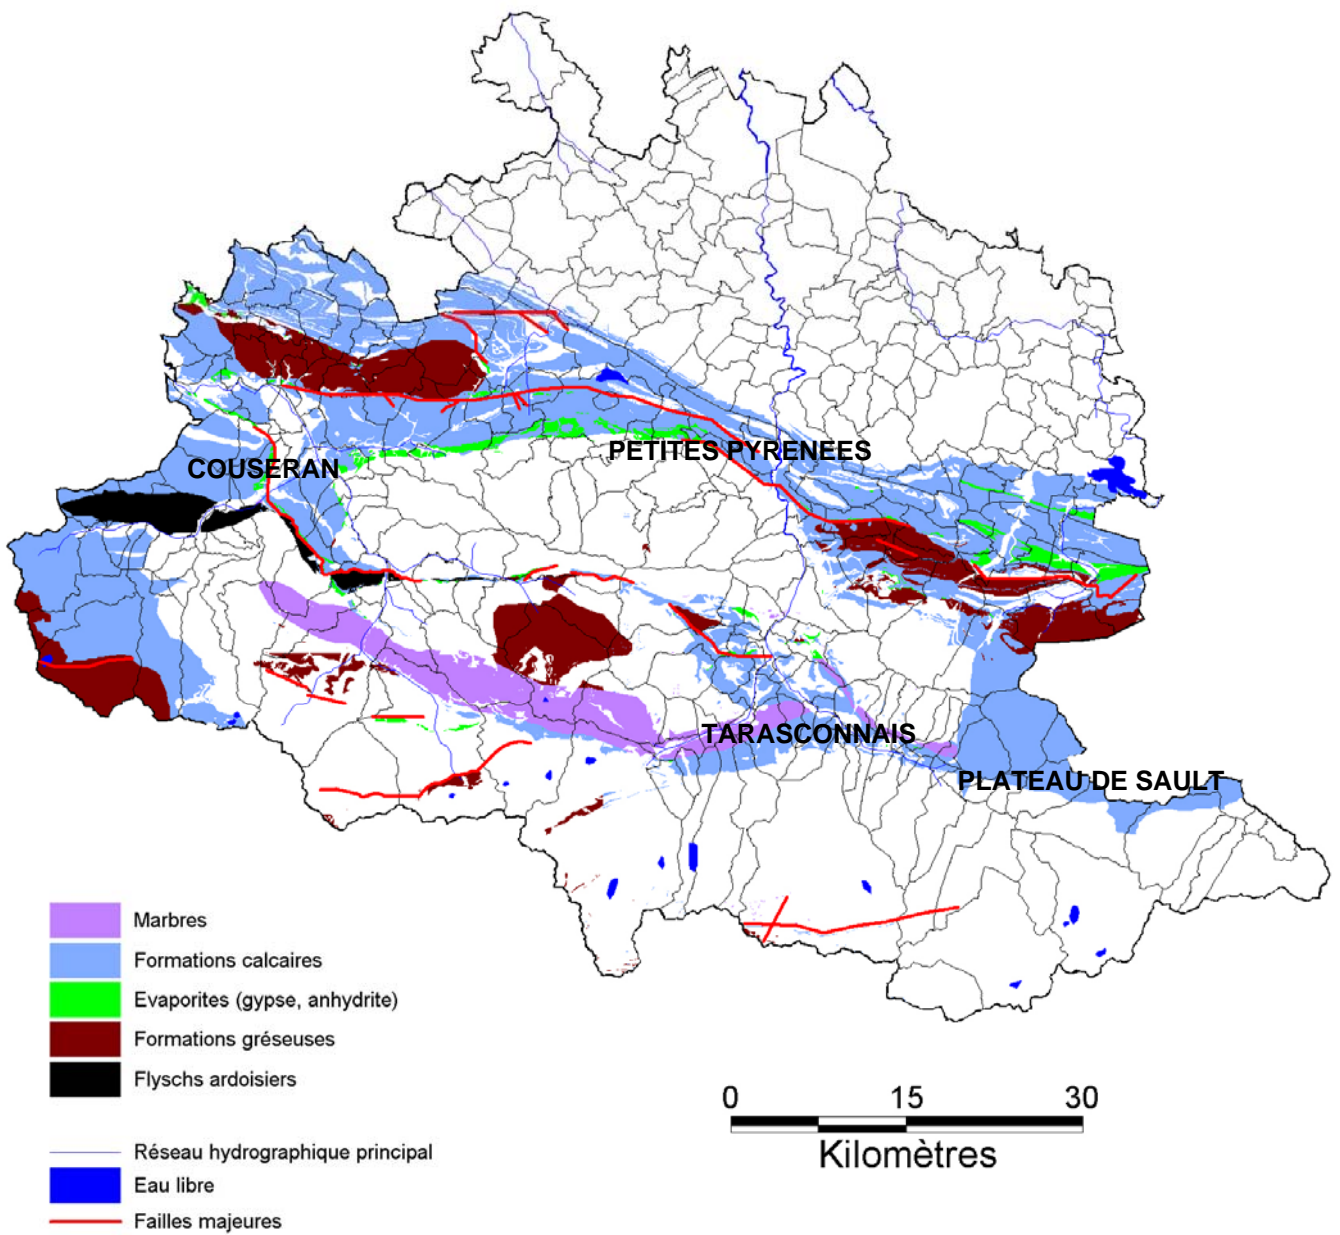 PETITES PYRENEES
COUSERAN
TARASCONNAIS
PLATEAU DE SAULT
Marbres
Formations calcaires
Evaporites (gypse, anhydrite)
Formations gréseuses
Flyschs ardoisiers
Réseau hydrographique principal
Eau libre
Failles majeures
0 15 30
Kilomètres